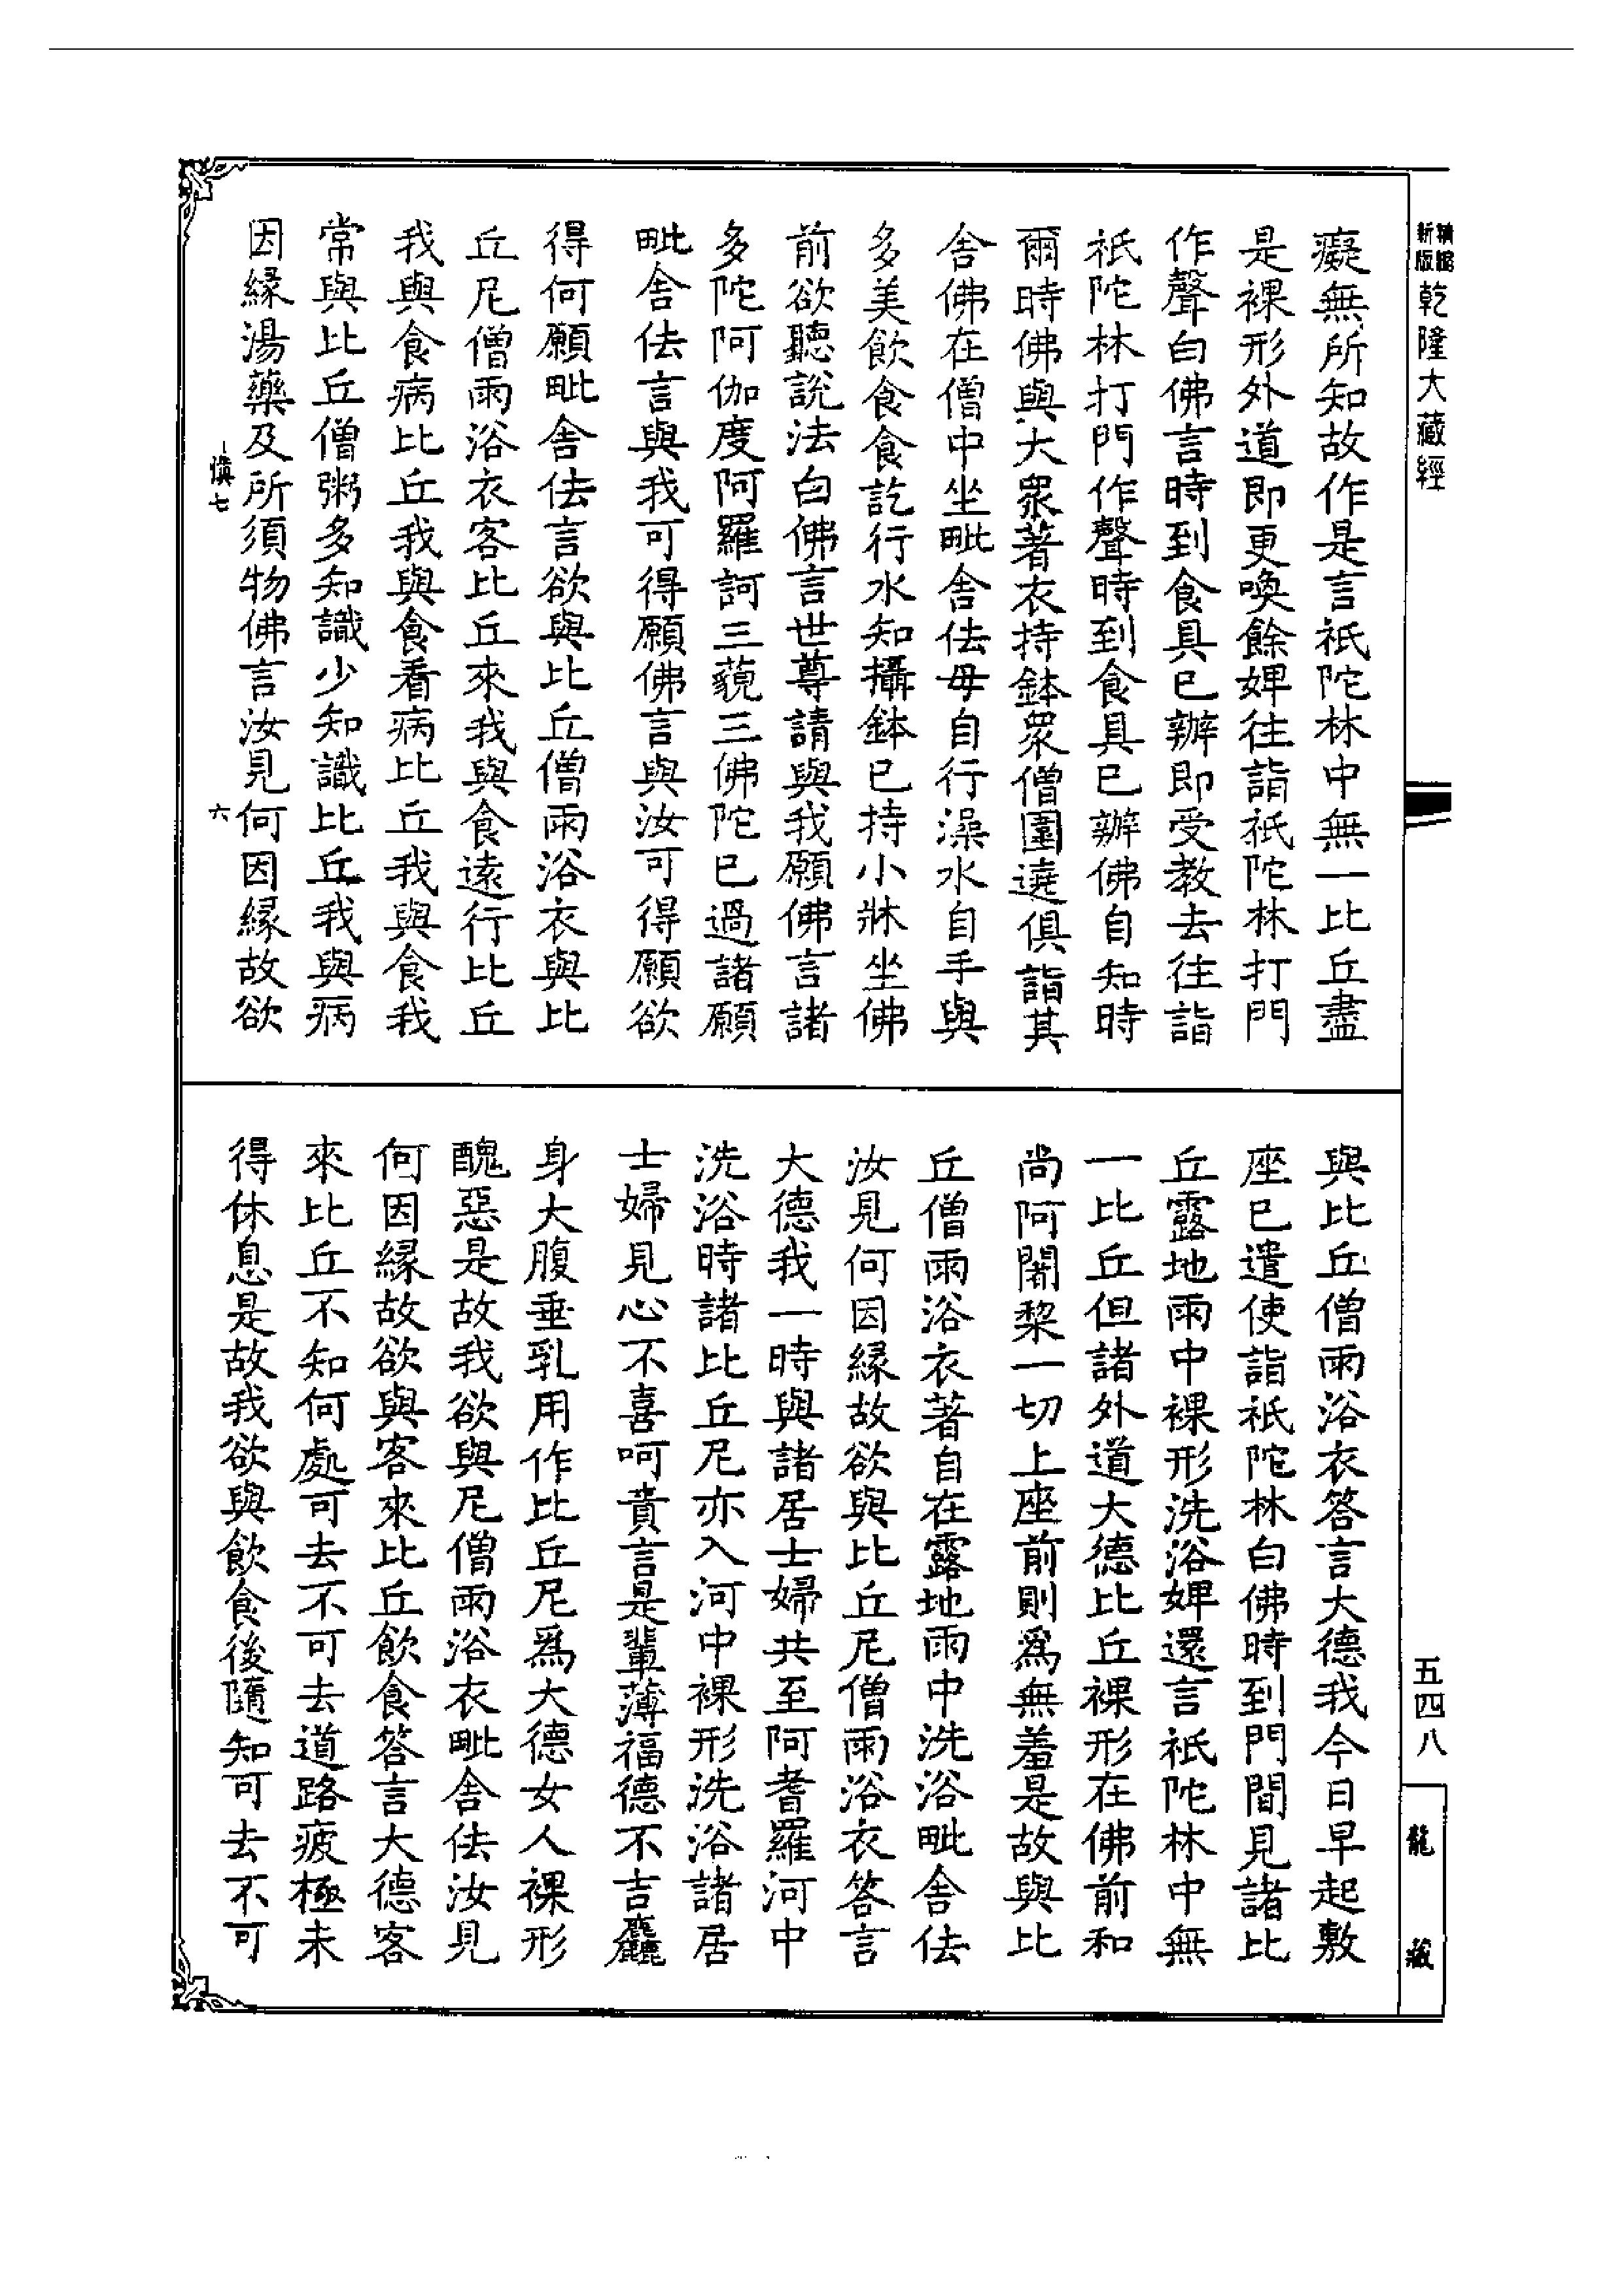 新版精縮乾隆大藏經
癡無所知故作是言祇陀林中無一比丘盡
是裸形外道即更喚餘婢往詣祇陀林打門
作聲白佛言時到食具已辦即受教去往詣
祇陀林打門作聲時到食具已辦佛自知時
爾時佛與大衆著衣持鉢衆僧圍遶俱詣其
舍佛在僧中坐毗舍佉母自行澡水自手與
多美飲食食訖行水知攝鉢已持小牀坐佛
前欲聽說法白佛言世尊請與我願佛言諸
多陀阿伽度阿羅訶三藐三佛陀已過諸願
毗舍佉言與我可得願佛言與汝可得願欲
得何願毗舍佉言欲與比丘僧雨浴衣與比
丘尼僧雨浴衣客比丘來我與食遠行比丘
我與食病比丘我與食看病比丘我與食我
常與比丘僧粥多知識少知識比丘我與病
因緣湯藥及所須物佛言汝見何因緣故欲
慎七
六
與比丘僧雨浴衣答言大德我今日早起敷
座已遣使詣祇陀林白佛時到門間見諸比
丘露地雨中裸形洗浴婢還言祇陀林中無
一比丘但諸外道大德比丘裸形在佛前和
尚阿闍黎一切上座前則爲無羞是故與比
丘僧雨浴衣著自在露地雨中洗浴毗舍佉
汝見何因緣故欲與比丘尼僧雨浴衣答言
大德我一時與諸居士婦共至阿耆羅河中
洗浴時諸比丘尼亦入河中裸形洗浴諸居
士婦見心不喜呵責言是輩薄福德不吉麤
身大腹垂乳用作比丘尼爲大德女人裸形
醜惡是故我欲與尼僧雨浴衣毗舍佉汝見
何因緣故欲與客來比丘飲食答言大德客
來比丘不知何處可去不可去道路疲極未
得休息是故我欲與飲食後隨知可去不可
五四八
龍藏